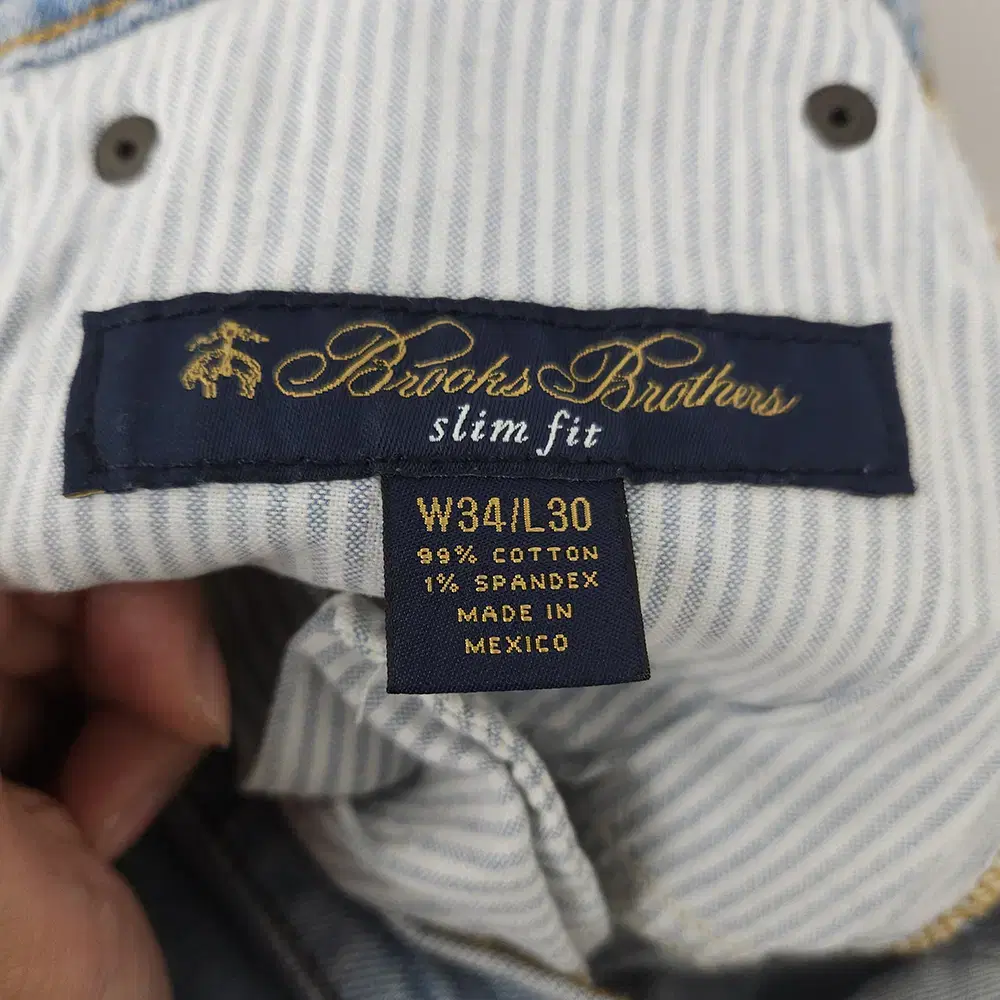 Brooks Brothers
slim fit
W34/L30
99% COTTON
1% SPANDEX
MADE IN
MEXICO